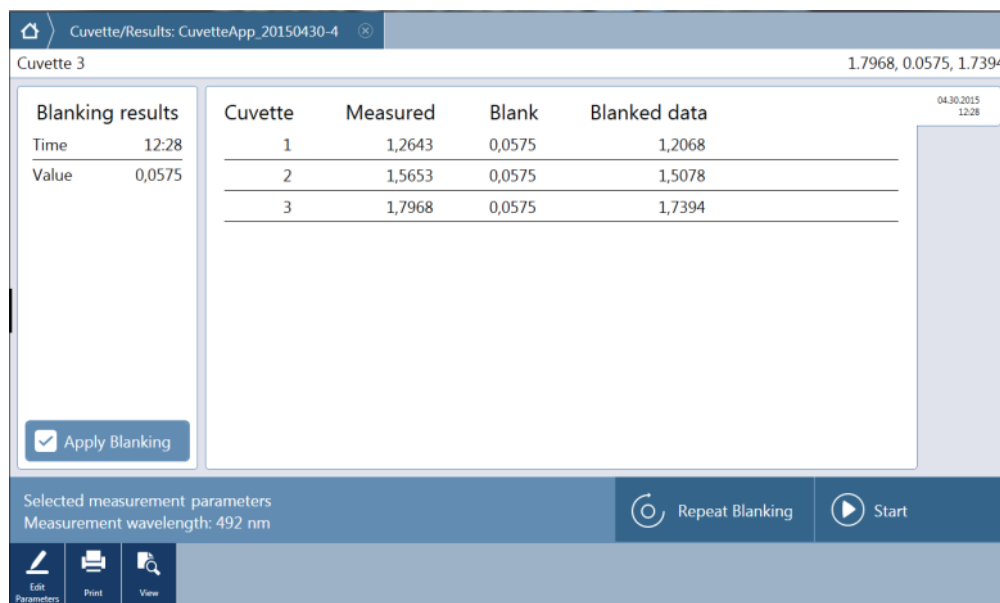 Cuvette/Results: CuvetteApp_20150430-4
Cuvette 3 1.7968, 0.0575, 1.7394
Blanking results
Time 12:28
Value 0,0575
Apply Blanking
Cuvette Measured Blank Blanked data
1 1,2643 0,0575 1,2068
2 1,5653 0,0575 1,5078
3 1,7968 0,0575 1,7394
04.30.2015
12:28
Selected measurement parameters
Measurement wavelength: 492 nm
Repeat Blanking
Start
Edit
Parameters
Print
View